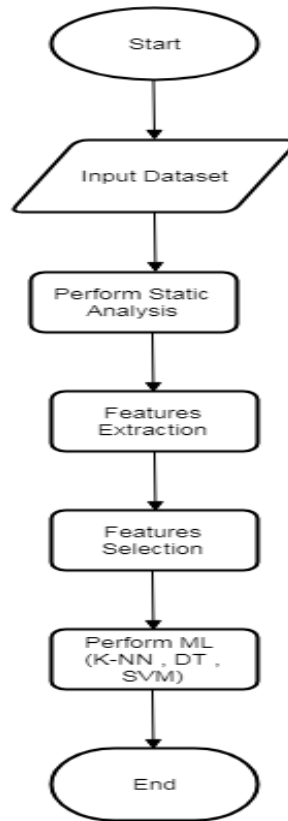 Start
Input Dataset
Perform Static
Analysis
Features
Extraction
Features
Selection
Perform ML
(K-NN , DT ,
SVM)
End